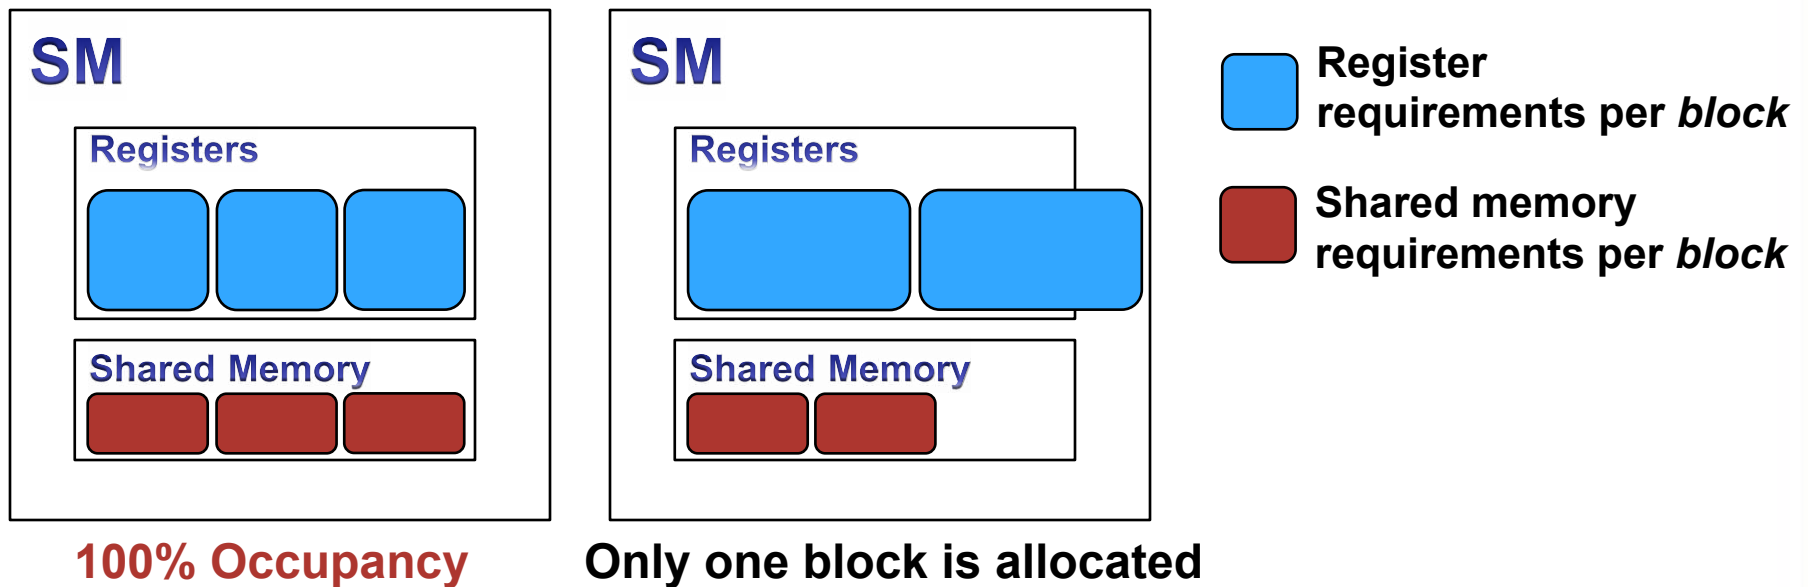 SM
Registers
Shared Memory
100% Occupancy
SM
Registers
Shared Memory
Only one block is allocated
Register
requirements per block
Shared memory
requirements per block